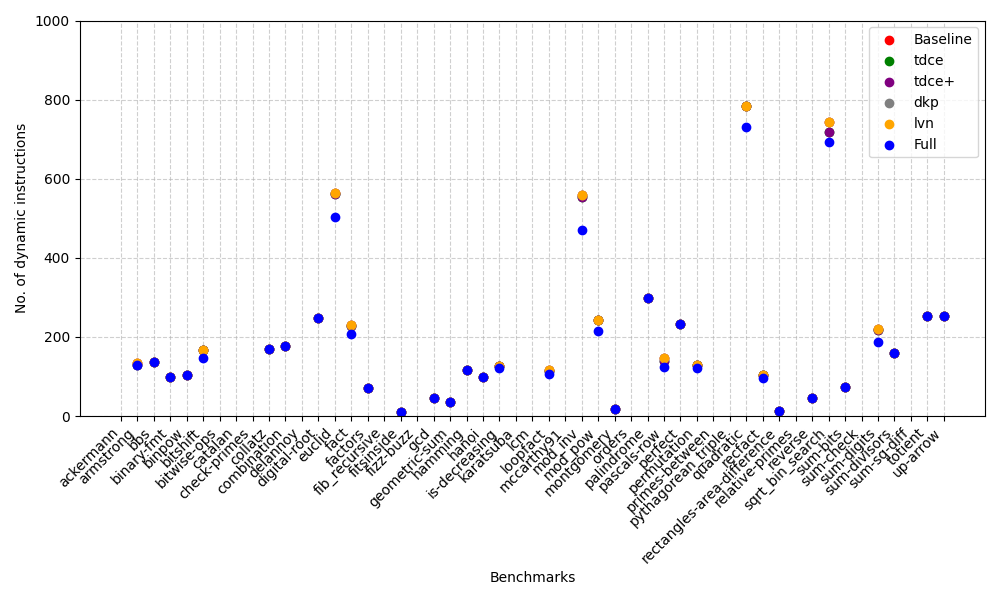 1000
800
600
400
200
0
No. of dynamic instructions
Baseline
tdce
tdce+
dkp
lvn
Full
ackermann
armstrong
bbs
binary-fmt
binpow
bitshift
bitwise-ops
catalan
check-primes
collatz
combination
delannoy
digital-root
euclid
fact
factors
fib_recursive
fitsinside
fizz-buzz
gcd
geometric-sum
hamming
hanoi
is-decreasing
karatsuba
lcm
loopfact
mccarthy91
mod_inv
mod_pow
montgomery
orders
palindrome
pascals-row
perfect
permutation
primes-between
pythagorean_triple
quadratic
recfact
rectangles-area-difference
relative-primes
reverse
sqrt_bin_search
sum-bits
sum-check
sum-digits
sum-divisors
sum-sq-diff
totient
up-arrow
Benchmarks